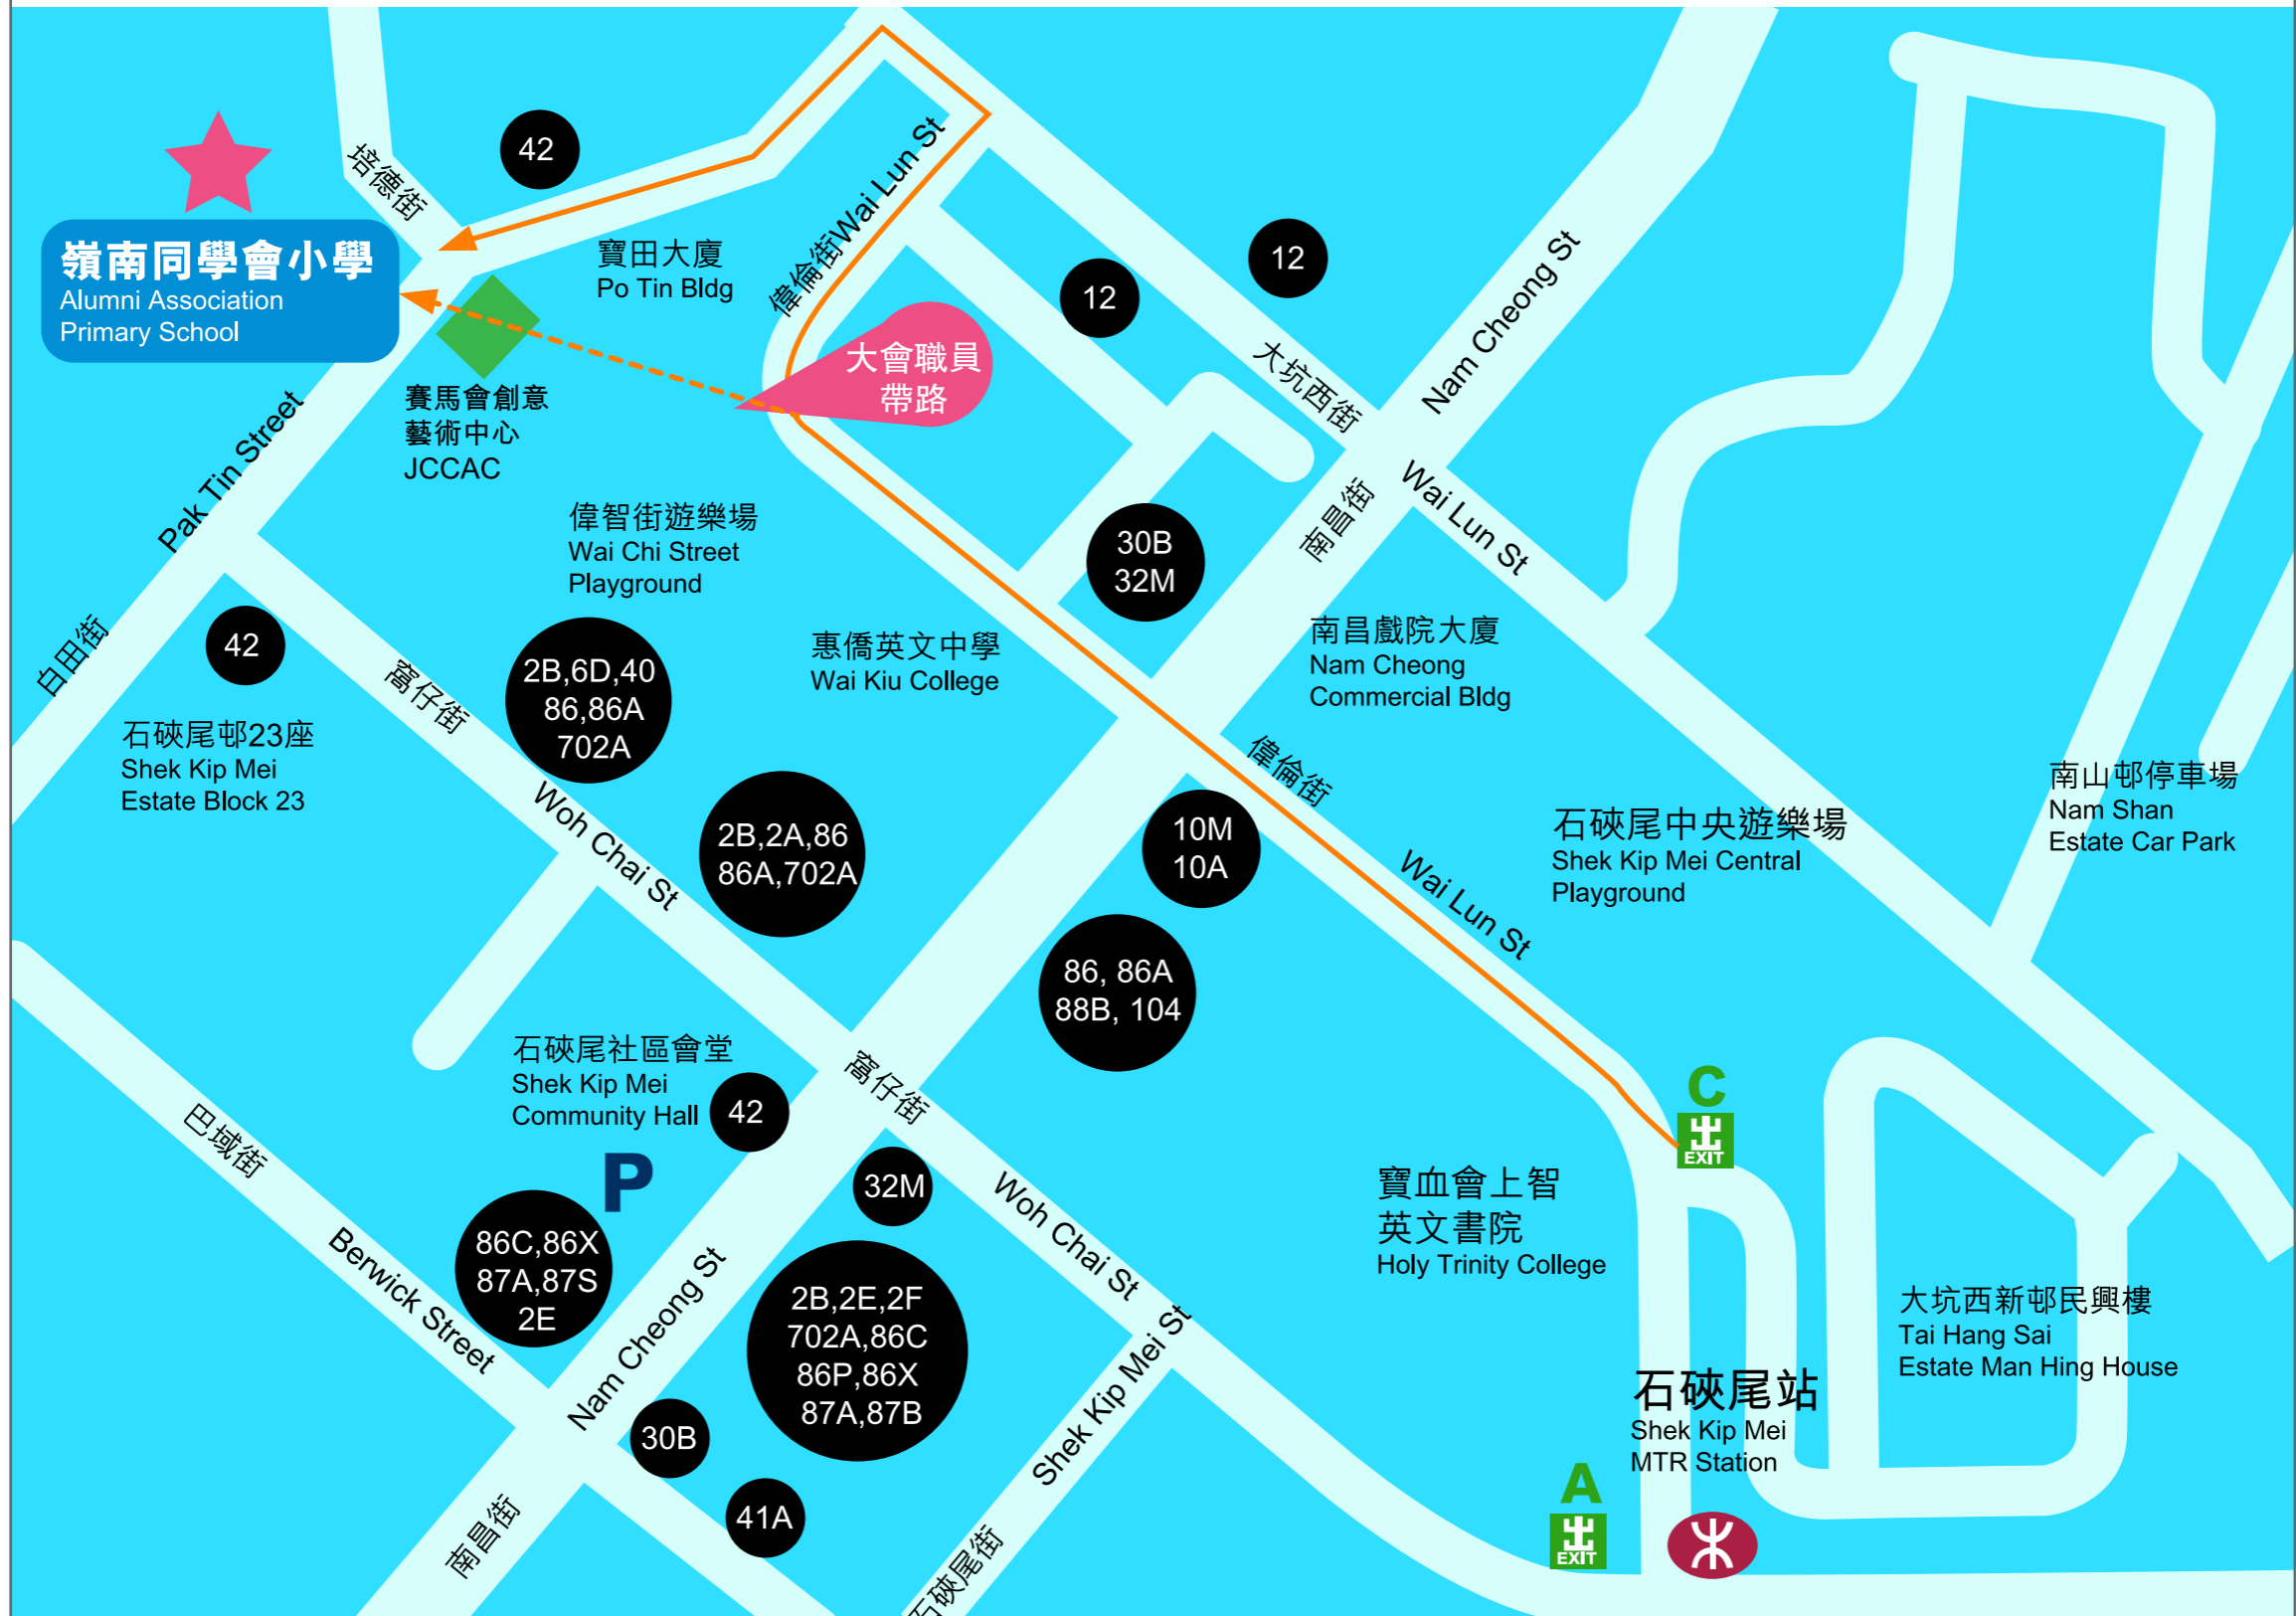 培德街
42
嶺南同學會小學
Alumni Association
Primary School
寶田大廈
Po Tin Bldg
偉倫街Wai Lun St
12
12
大會職員
帶路
大坑西街
Nam Cheong St
賽馬會創意
藝術中心
JCCAC
Pak Tin Street
白田街
偉智街遊樂場
Wai Chi Street
Playground
30B
32M
南昌街
Wai Lun St
42
石硤尾邨23座
Shek Kip Mei
Estate Block 23
窩仔街
2B,6D,40
86,86A
702A
惠僑英文中學
Wai Kiu College
南昌戲院大廈
Nam Cheong
Commercial Bldg
偉倫街
Woh Chai St
2B,2A,86
86A,702A
10M
10A
Wai Lun St
石硤尾中央遊樂場
Shek Kip Mei Central
Playground
南山邨停車場
Nam Shan
Estate Car Park
86, 86A
88B, 104
石硤尾社區會堂
Shek Kip Mei
Community Hall
42
窩仔街
巴域街
Berwick Street
P
86C,86X
87A,87S
2E
32M
Nam Cheong St
2B,2E,2F
702A,86C
86P,86X
87A,87B
Woh Chai St
Shek Kip Mei St
寶血會上智
英文書院
Holy Trinity College
C
出
EXIT
大坑西新邨民興樓
Tai Hang Sai
Estate Man Hing House
石硤尾站
Shek Kip Mei
MTR Station
30B
41A
南昌街
石硤尾街
A
出
EXIT